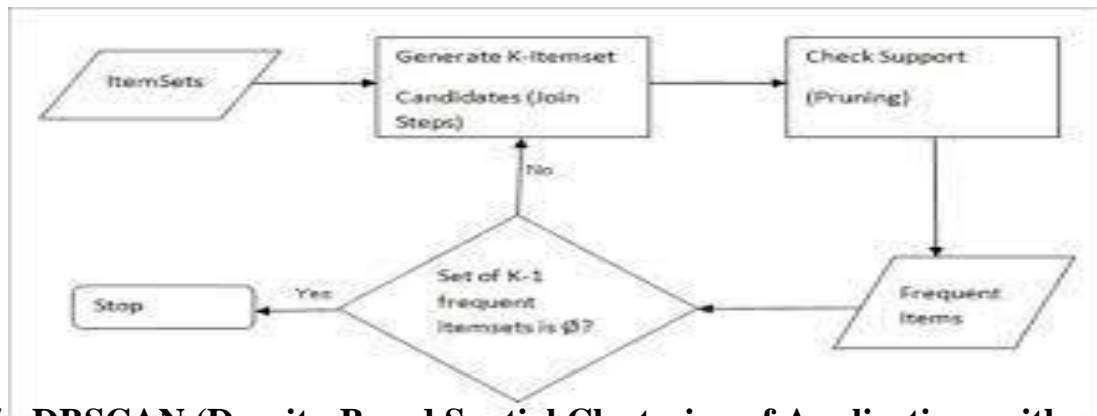 ItemSets
Generate K-Itemset
Candidates (Join
Steps)
Check Support
(Pruning)
No
Set of K-1
frequent
itemsets is Ø?
Yes
Stop
Frequent
Items
DBSCAN (Density-Based Spatial Clustering of Applications with